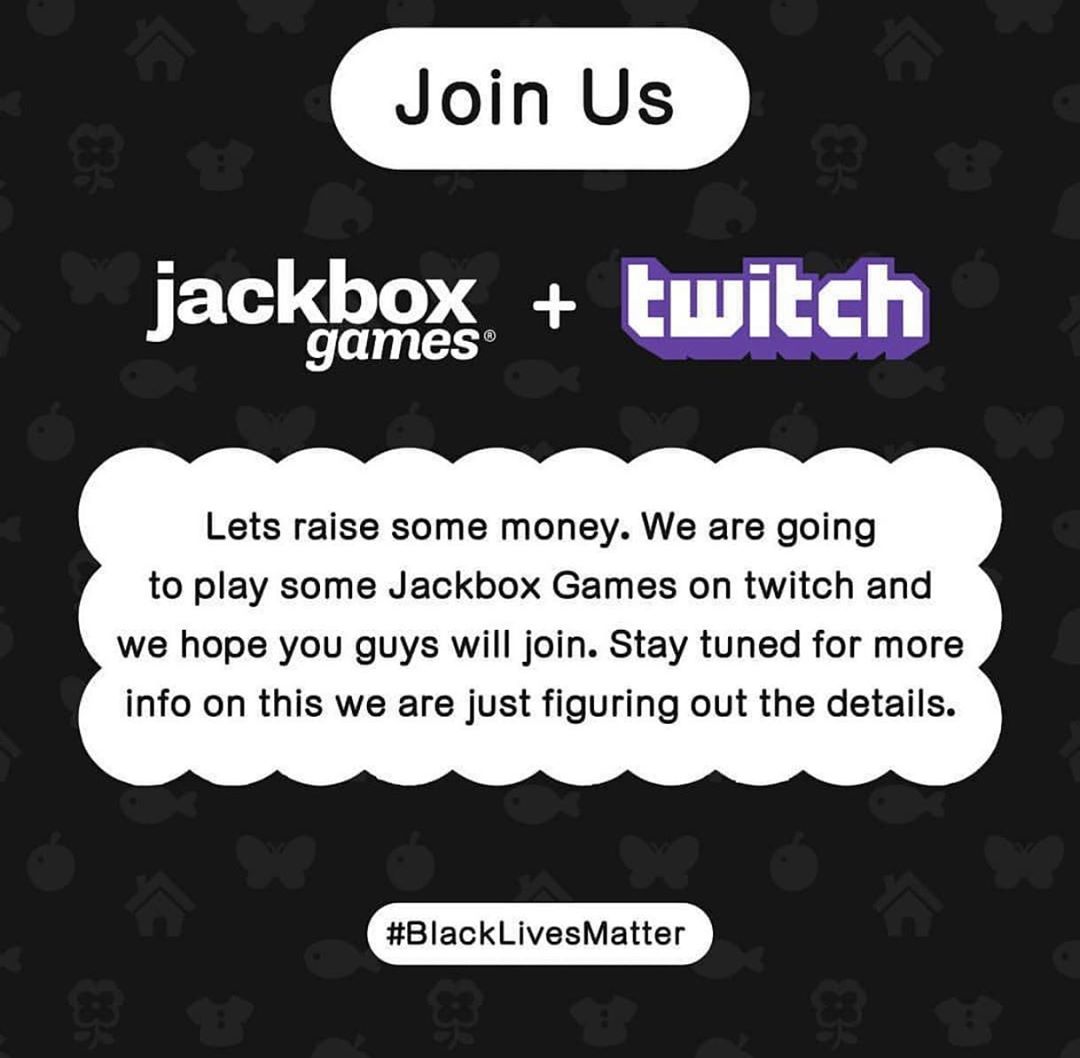 Join Us
jackbox
games®
+
twitch
Lets raise some money. We are going
to play some Jackbox Games on twitch and
we hope you guys will join. Stay tuned for more
info on this we are just figuring out the details.
#BlackLivesMatter